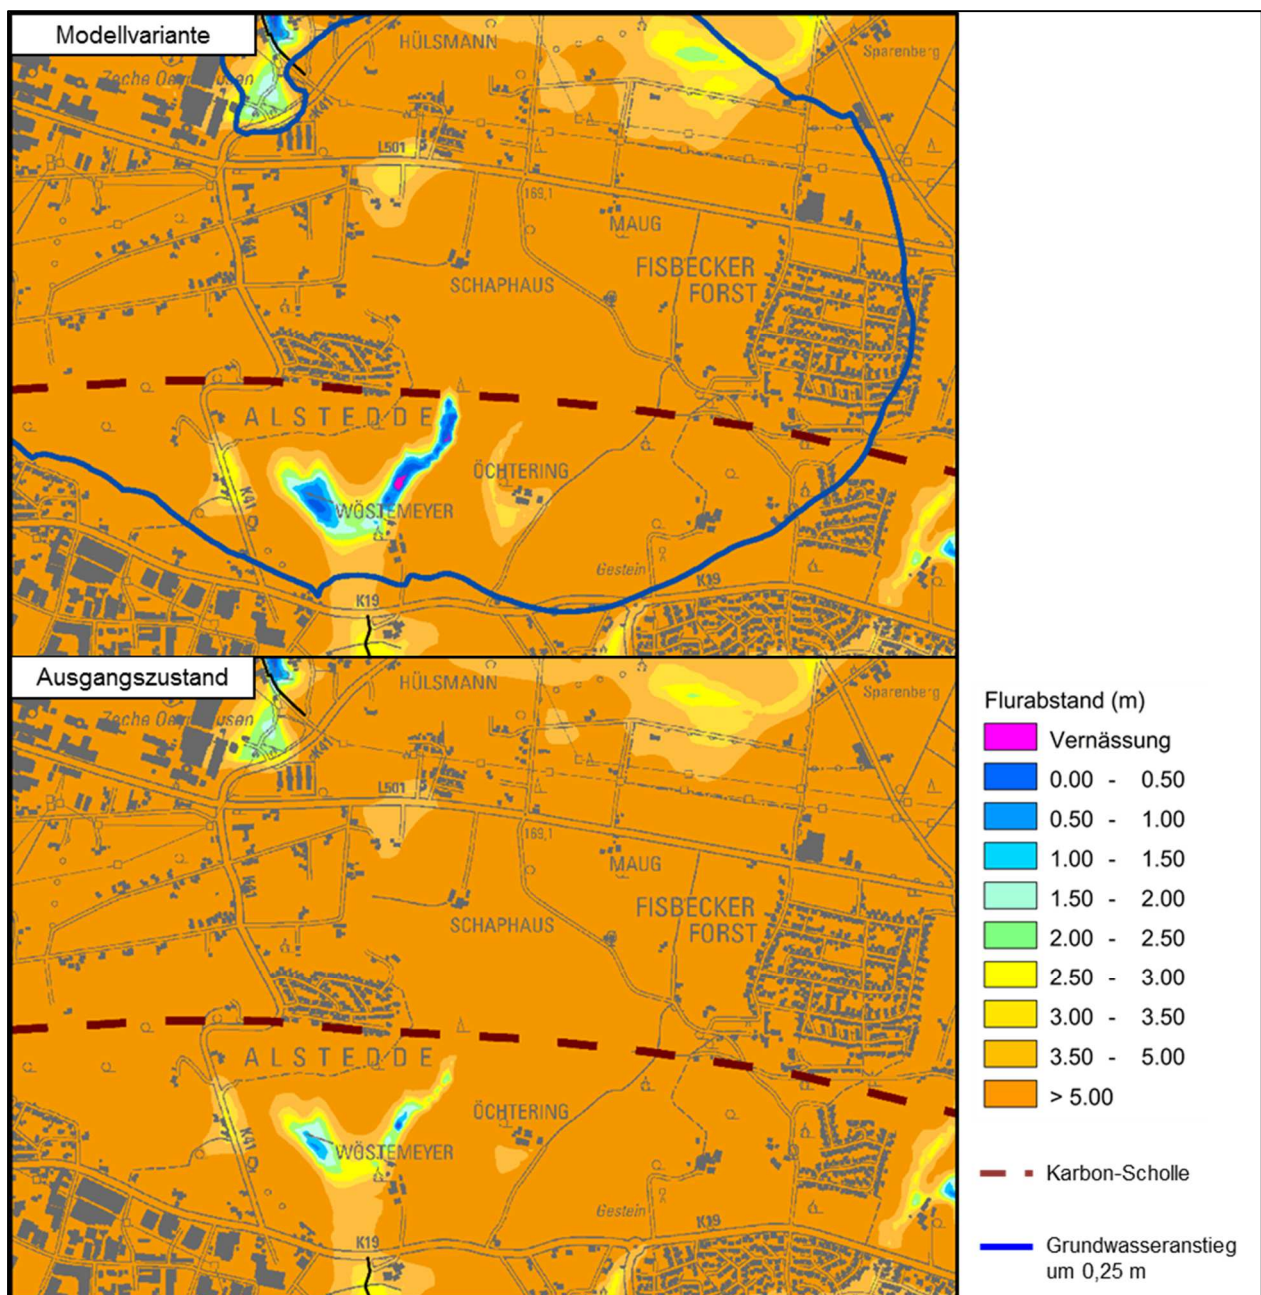 Modellvariante
HÜLSMANN
Sparenberg
Zeche Oeynhausen
K41
L501
169,1
MAUG
FISBECKER
FORST
SCHAPHAUS
ALSTEDDE
ÖCHTERING
K41
WÖSTEMEYER
Gestein
K19
K19
Ausgangszustand
HÜLSMANN
Sparenberg
Zeche Oeynhausen
K41
L501
169,1
MAUG
FISBECKER
FORST
SCHAPHAUS
ALSTEDDE
ÖCHTERING
K41
WÖSTEMEYER
Gestein
K19
K19
Flurabstand (m)
Vernässung
0.00 - 0.50
0.50 - 1.00
1.00 - 1.50
1.50 - 2.00
2.00 - 2.50
2.50 - 3.00
3.00 - 3.50
3.50 - 5.00
> 5.00
Karbon-Scholle
Grundwasseranstieg
um 0,25 m